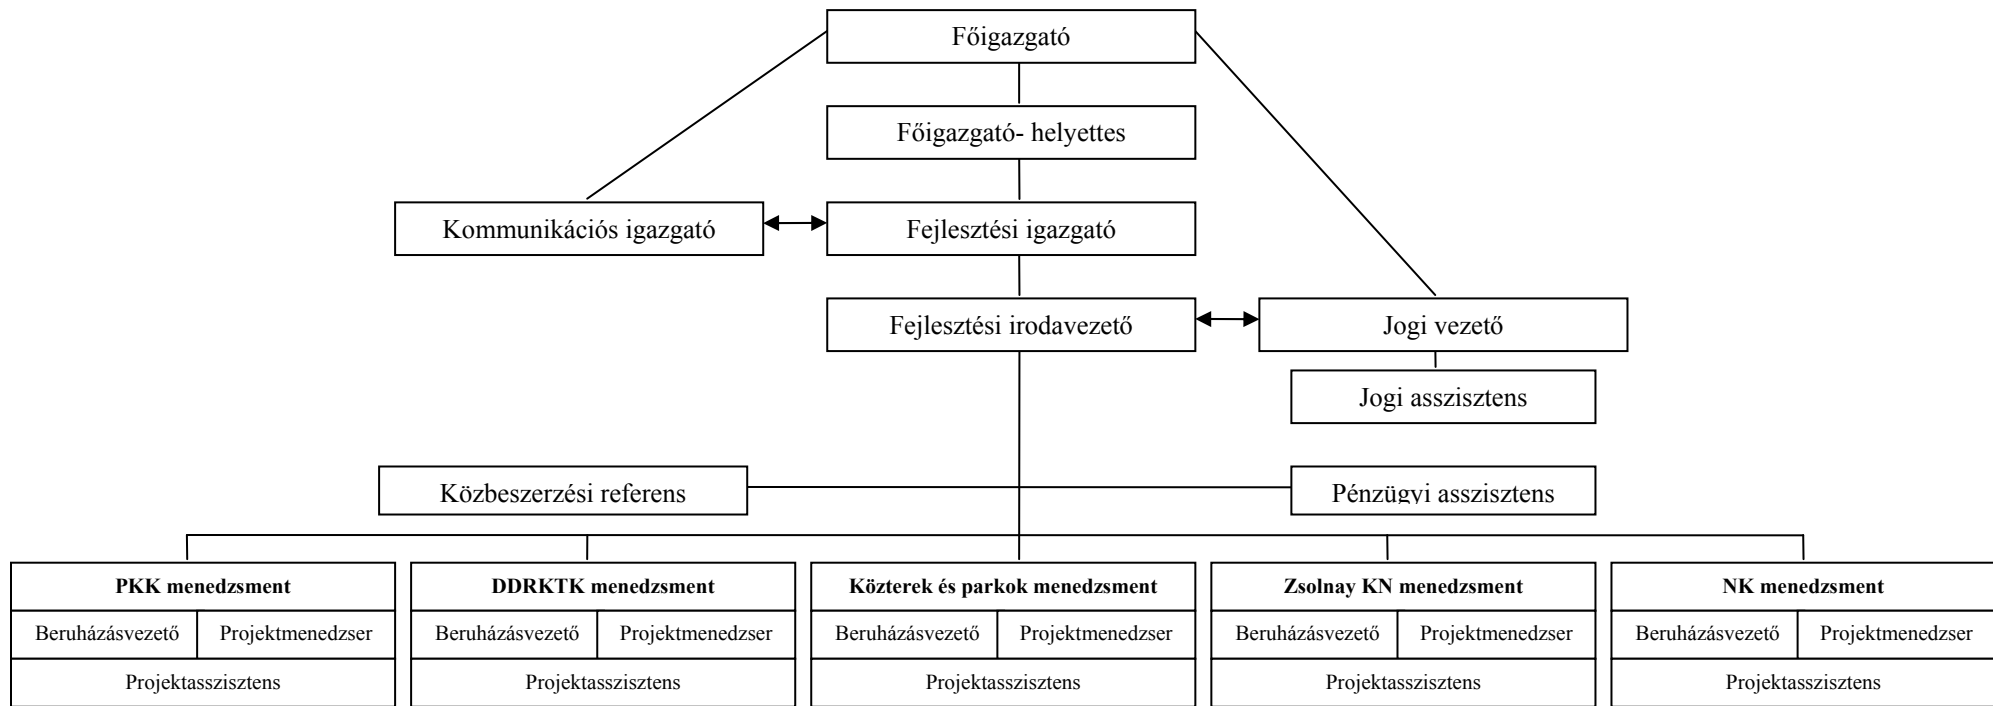 Főigazgató
Főigazgató- helyettes
Kommunikációs igazgató
Fejlesztési igazgató
Fejlesztési irodavezető
Jogi vezető
Jogi asszisztens
Közbeszerzési referens
Pénzügyi asszisztens
PKK menedzsment
DDRKTK menedzsment
Közterek és parkok menedzsment
Zsolnay KN menedzsment
NK menedzsment
Beruházásvezető
Projektmenedzser
Beruházásvezető
Projektmenedzser
Beruházásvezető
Projektmenedzser
Beruházásvezető
Projektmenedzser
Beruházásvezető
Projektmenedzser
Projektasszisztens
Projektasszisztens
Projektasszisztens
Projektasszisztens
Projektasszisztens